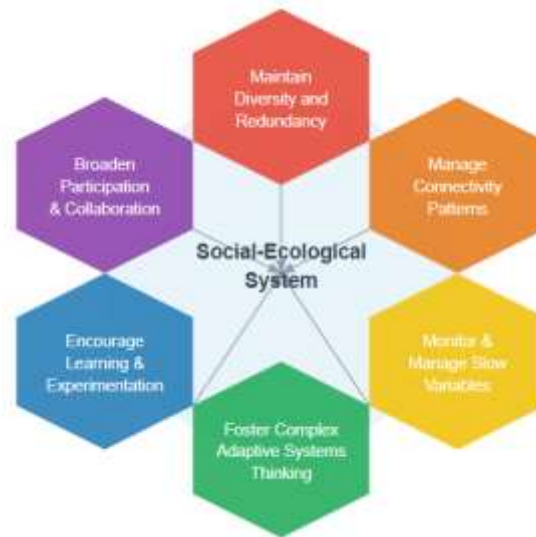 Maintain
Diversity and
Redundancy
Broaden
Participation
& Collaboration
Manage
Connectivity
Patterns
Social-Ecological
System
Encourage
Learning &
Experimentation
Monitor &
Manage Slow
Variables
Foster Complex
Adaptive Systems
Thinking